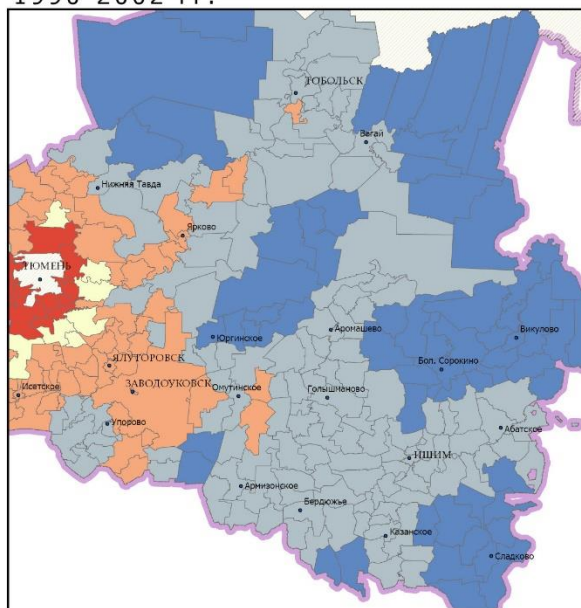 1990-2002 гг.
ТОБОЛЬСК
Вагай
Нижняя Тавда
Ярково
ТЮМЕНЬ
Юргинское
Аромашево
Викулово
Бол. Сорокино
ЯЛУТОРОВСК
Исетское
ЗАВОДОУКОВСК
Омутинское
Голышманово
Упорово
Абатское
ИШИМ
Армизонское
Бердюжье
Казанское
Сладково